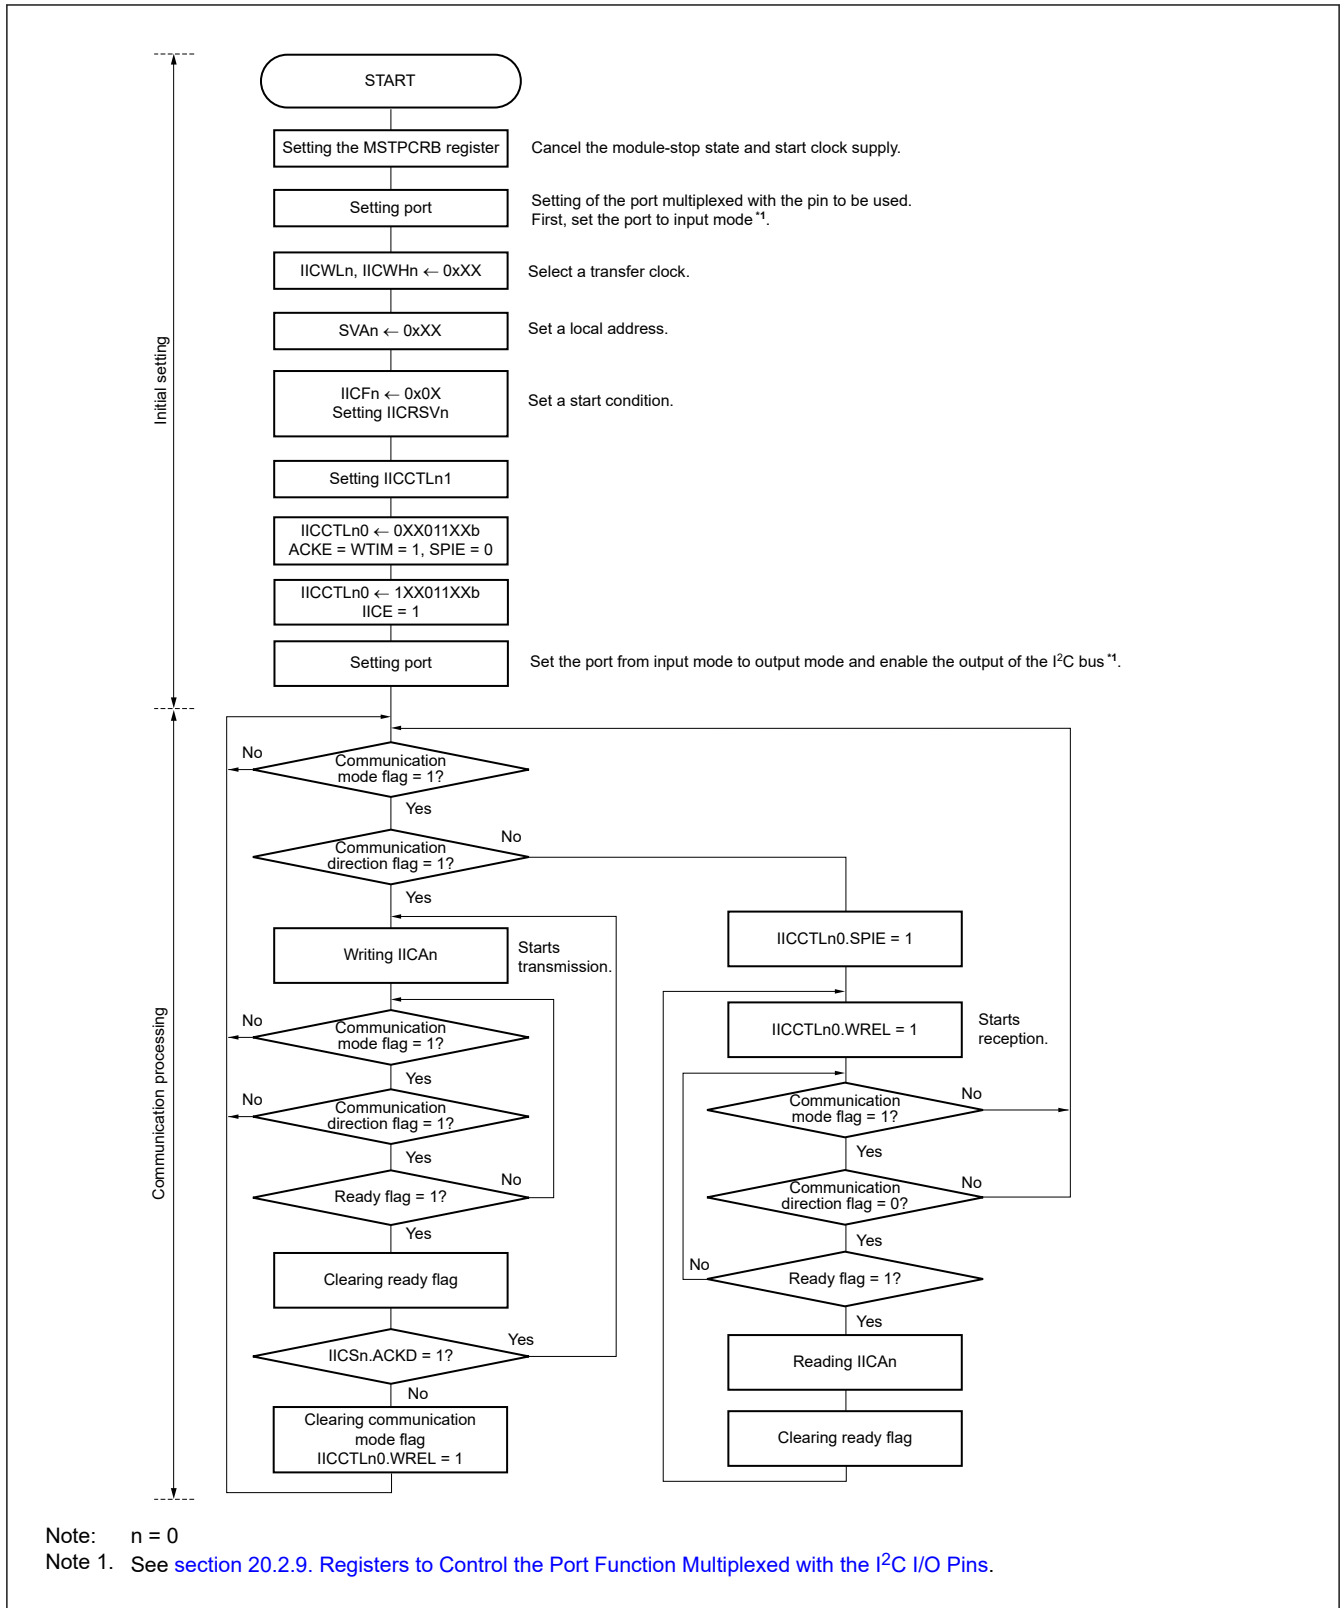 START
Setting the MSTPCRB register
Cancel the module-stop state and start clock supply.
Setting port
Setting of the port multiplexed with the pin to be used.
First, set the port to input mode *1.
IICWLn, IICWHn ← 0xXX
Select a transfer clock.
SVAn ← 0xXX
Set a local address.
IICFn ← 0x0X
Setting IICRSVn
Set a start condition.
Setting IICCTLn1
IICCTLn0 ← 0XX011XXb
ACKE = WTIM = 1, SPIE = 0
IICCTLn0 ← 1XX011XXb
IICE = 1
Setting port
Set the port from input mode to output mode and enable the output of the I2C bus *1.
Initial setting
Communication processing
No
Communication
mode flag = 1?
Yes
Communication
direction flag = 1?
No
Yes
Writing IICAn
Starts
transmission.
No
Communication
mode flag = 1?
Yes
No
Communication
direction flag = 1?
Yes
Ready flag = 1?
No
Yes
Clearing ready flag
IICSn.ACKD = 1?
Yes
No
Clearing communication
mode flag
IICCTLn0.WREL = 1
IICCTLn0.SPIE = 1
IICCTLn0.WREL = 1
Starts
reception.
Communication
mode flag = 1?
No
Yes
Communication
direction flag = 0?
No
Yes
No
Ready flag = 1?
Yes
Reading IICAn
Clearing ready flag
Note: n = 0
Note 1. See section 20.2.9. Registers to Control the Port Function Multiplexed with the I2C I/O Pins.